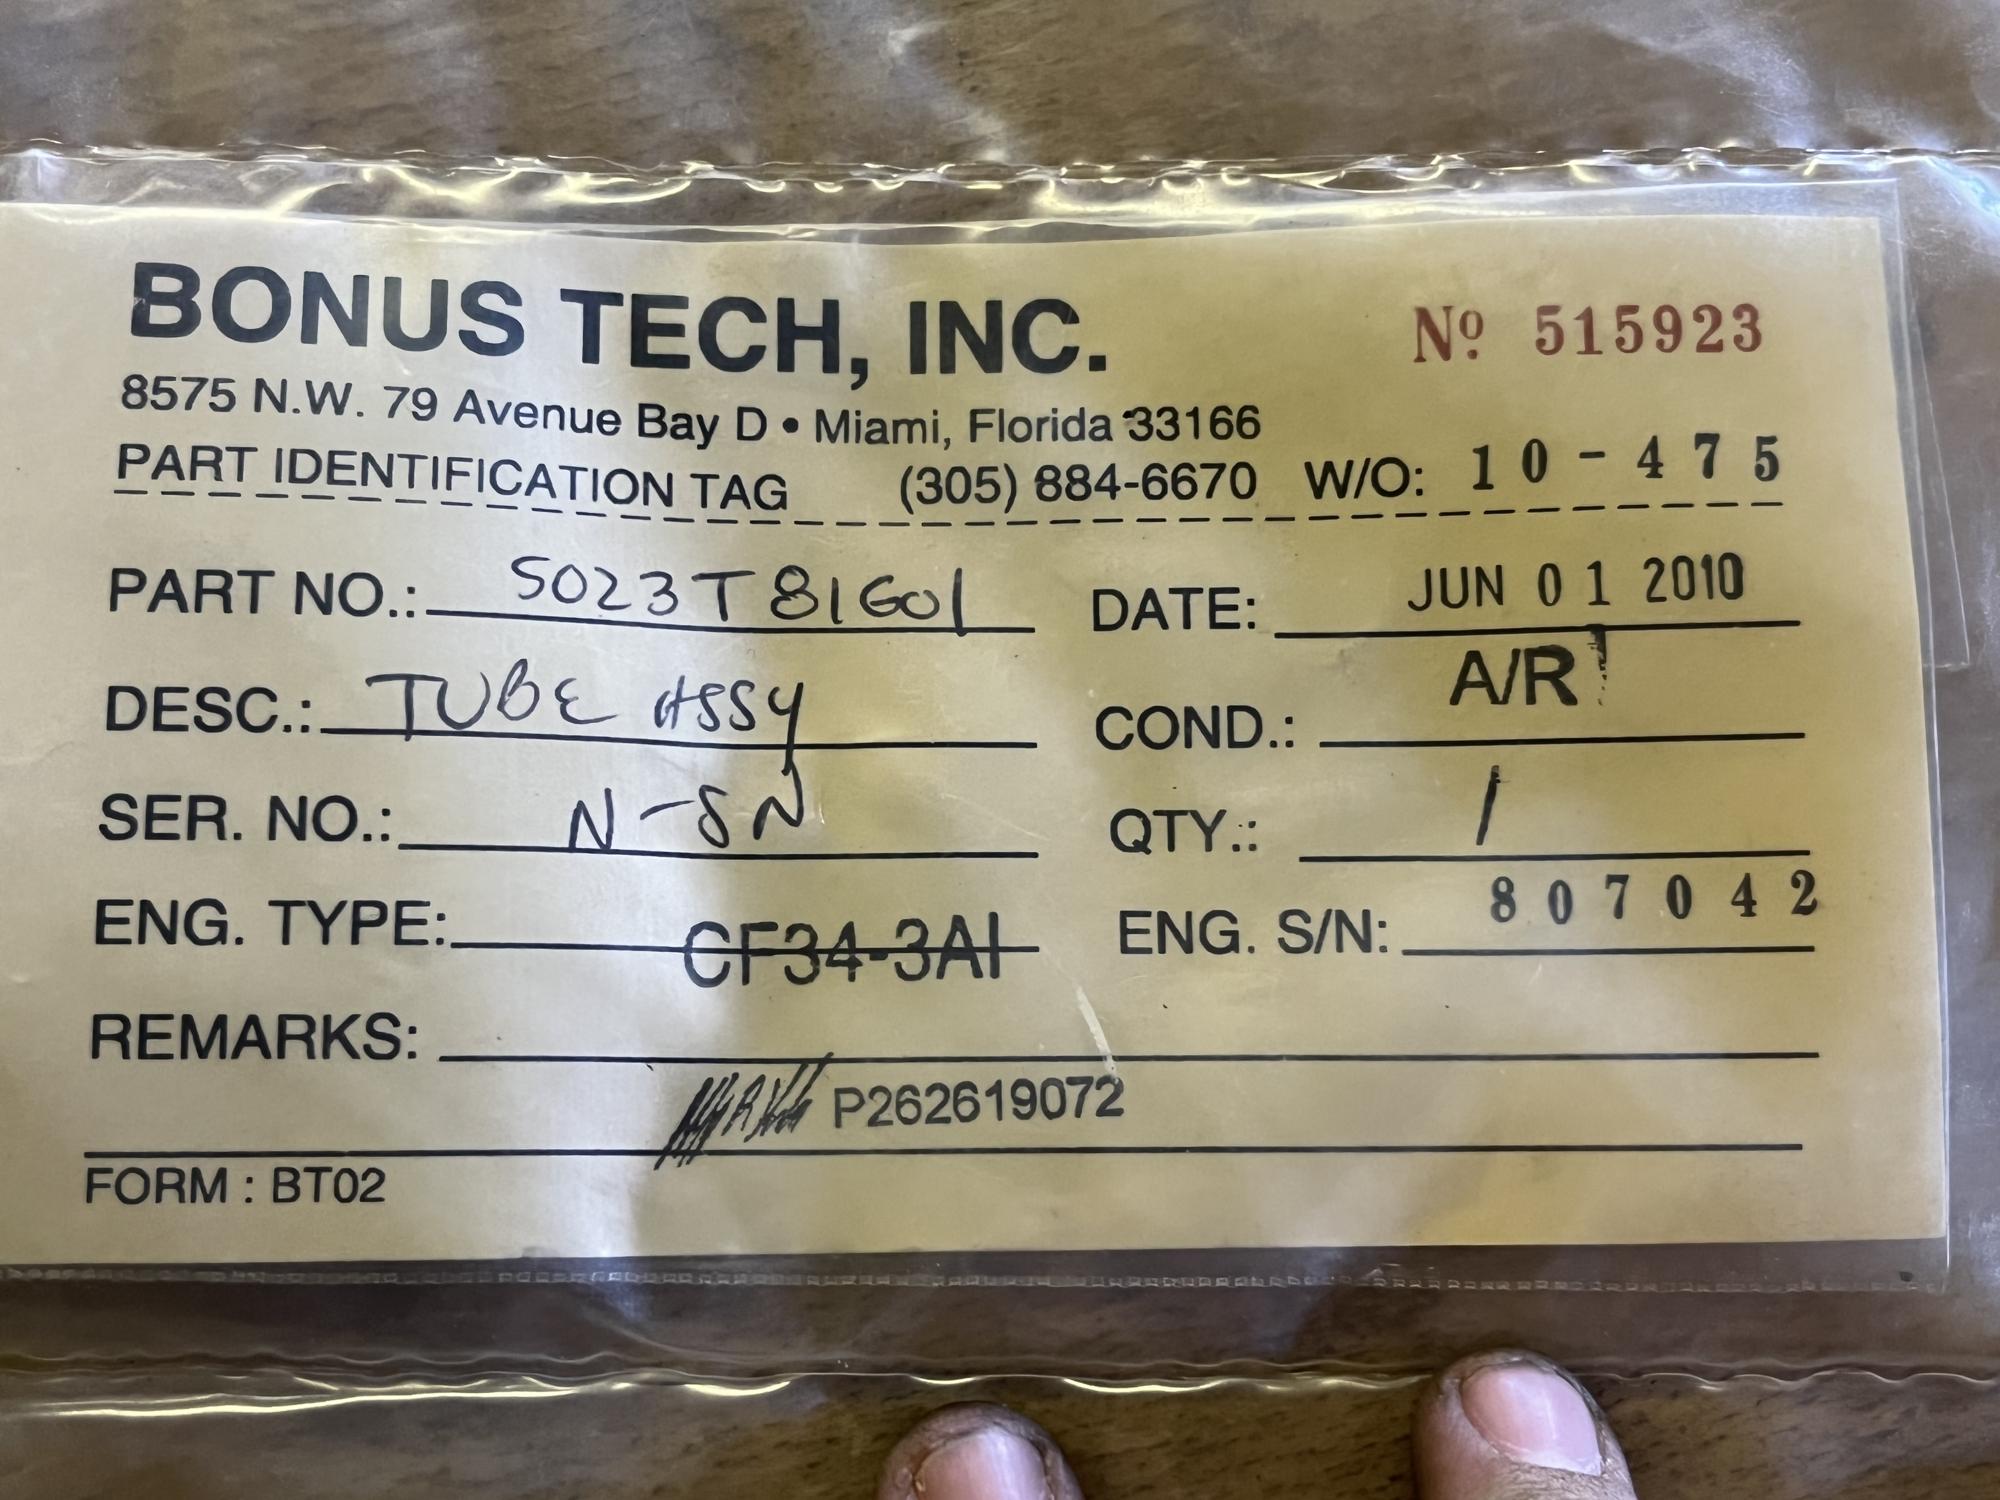 BONUS TECH, INC. Nº 515923
8575 N.W. 79 Avenue Bay D • Miami, Florida 33166
PART IDENTIFICATION TAG (305) 884-6670 W/O: 10-475
PART NO.: 5023T81G01 DATE: JUN 01 2010
DESC.: TUBE ASSY COND.: A/R
SER. NO.: N-SN QTY.: 1
ENG. TYPE: CF34-3A1 ENG. S/N: 807042
REMARKS:
P262619072
FORM : BT02